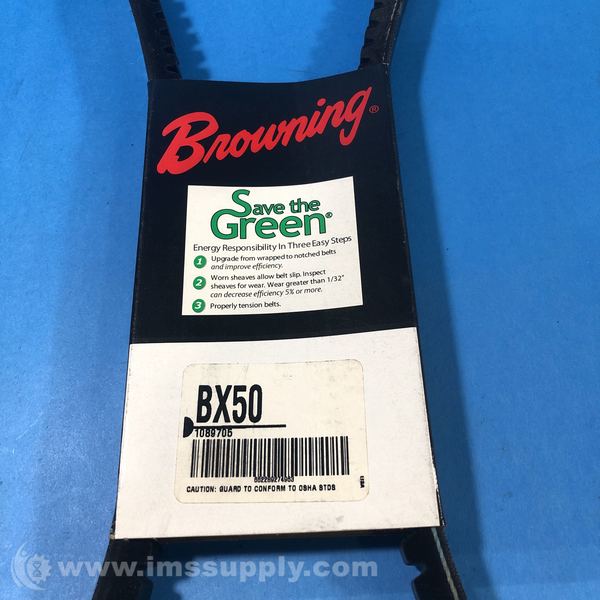 Browning®
Save the
Green®
Energy Responsibility In Three Easy Steps
1 Upgrade from wrapped to notched belts
and improve efficiency.
2 Worn sheaves allow belt slip. Inspect
sheaves for wear. Wear greater than 1/32"
can decrease efficiency 5% or more.
3 Properly tension belts.
BX50
1089705
662289274963
USA
CAUTION: GUARD TO CONFORM TO OSHA STDS
www.imssupply.com